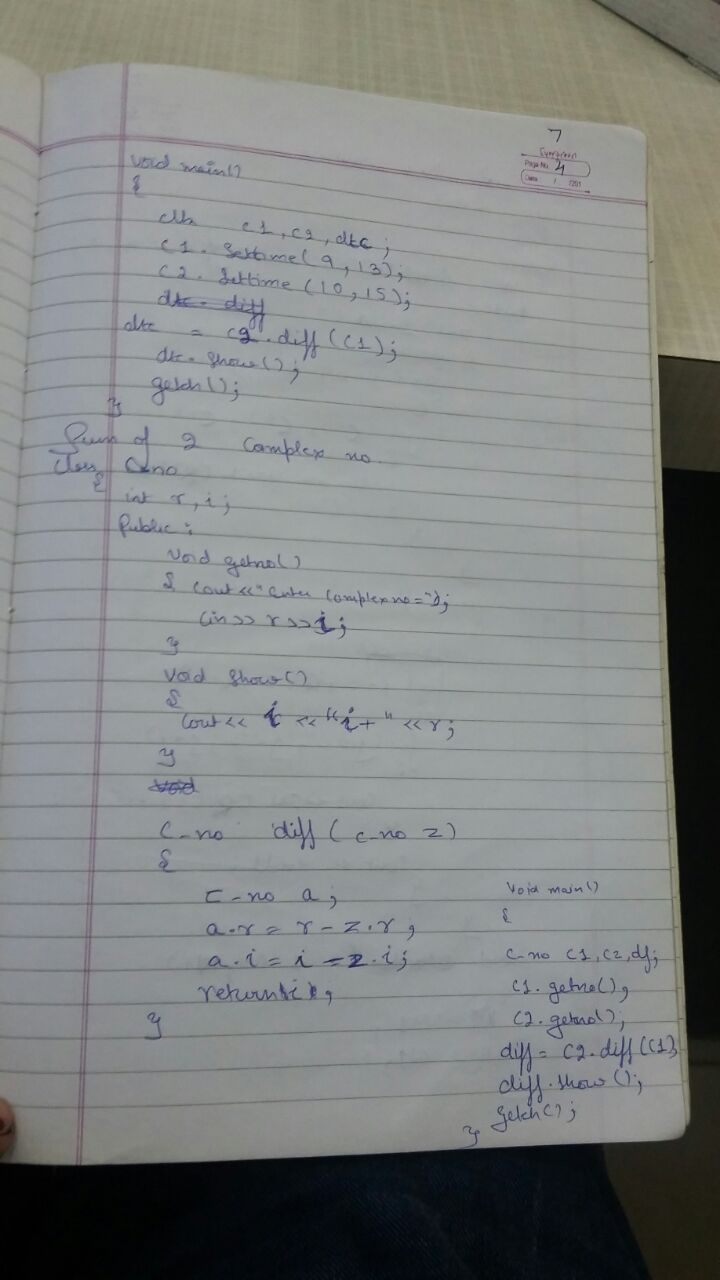 7
Evergreen
Page No. 4
Date / /201
void main()
{
clk c1, c2, dtc;
c1. Settime(9,13);
c2. Settime (10,15);
dtc. diff
dtc = c2.diff(c1);
dtc. show();
getch();
}
Sum of 2 Complex no
Class C-no
{
int r, i;
Public:
void getno()
{ cout<<"Enter Complex no=";
cin>> r>>i;
}
void show()
{
cout<< i <<"i+" <<r;
}
void
C-no diff ( c-no z)
{
C-no a;
a.r = r - z.r,
a.i = i - z.i;
return
}
void main()
{
c-no c1, c2, df;
c1. getno();
c2. getno();
diff = c2. diff(c1)
diff. show ();
getch();
}